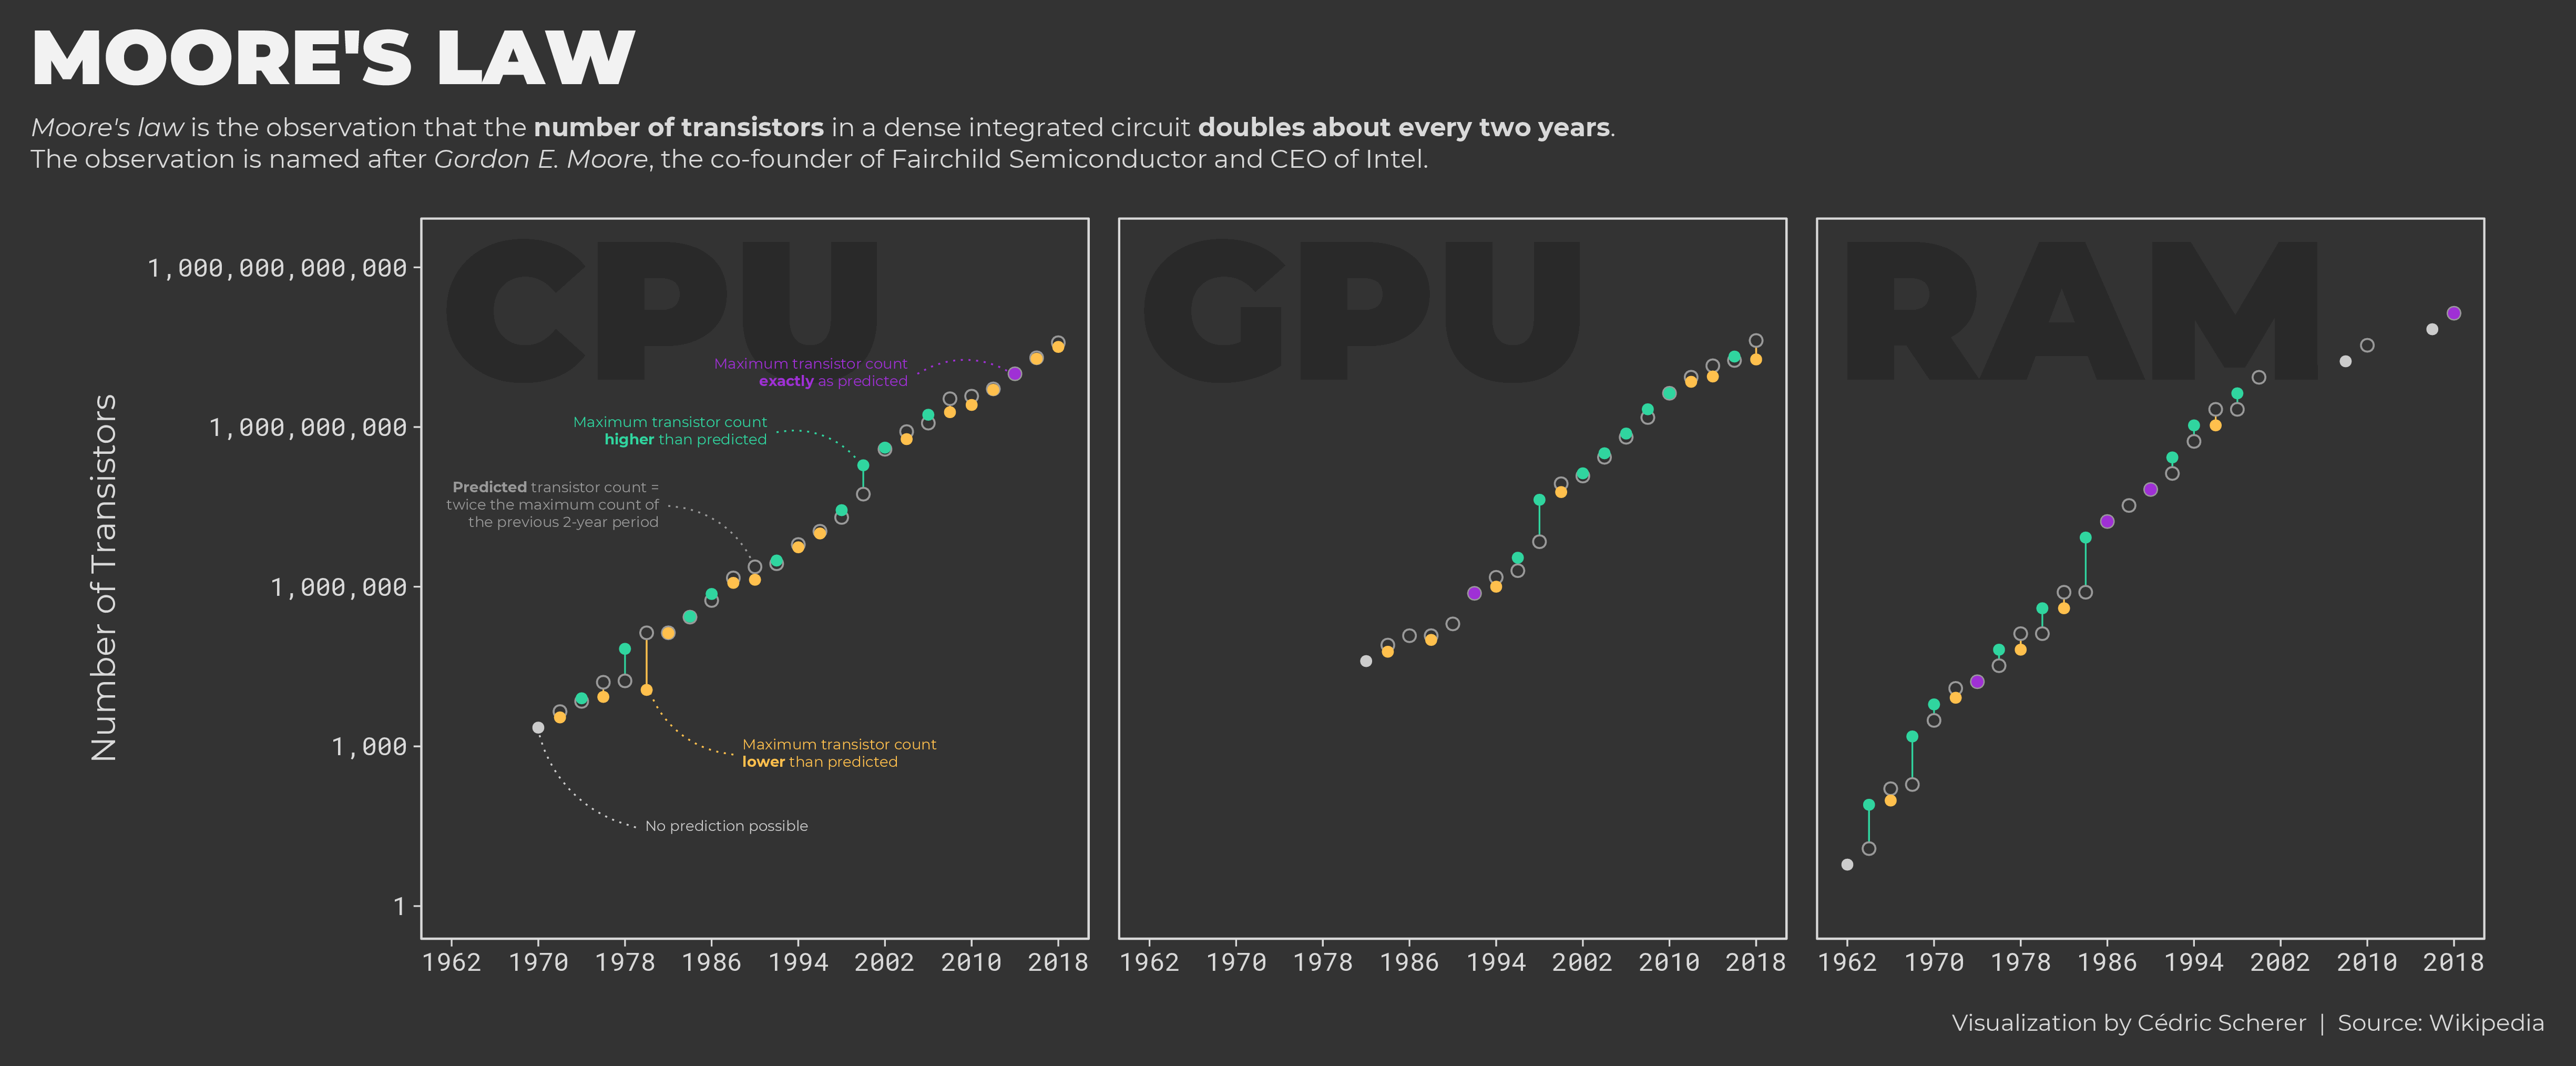 MOORE'S LAW
Moore's law is the observation that the number of transistors in a dense integrated circuit doubles about every two years.
The observation is named after Gordon E. Moore, the co-founder of Fairchild Semiconductor and CEO of Intel.
CPU
GPU
RAM
Number of Transistors
1,000,000,000,000
1,000,000,000
1,000,000
1,000
1
Maximum transistor count
exactly as predicted
Maximum transistor count
higher than predicted
Predicted transistor count =
twice the maximum count of
the previous 2-year period
Maximum transistor count
lower than predicted
No prediction possible
1962 1970 1978 1986 1994 2002 2010 2018
1962 1970 1978 1986 1994 2002 2010 2018
1962 1970 1978 1986 1994 2002 2010 2018
Visualization by Cédric Scherer | Source: Wikipedia